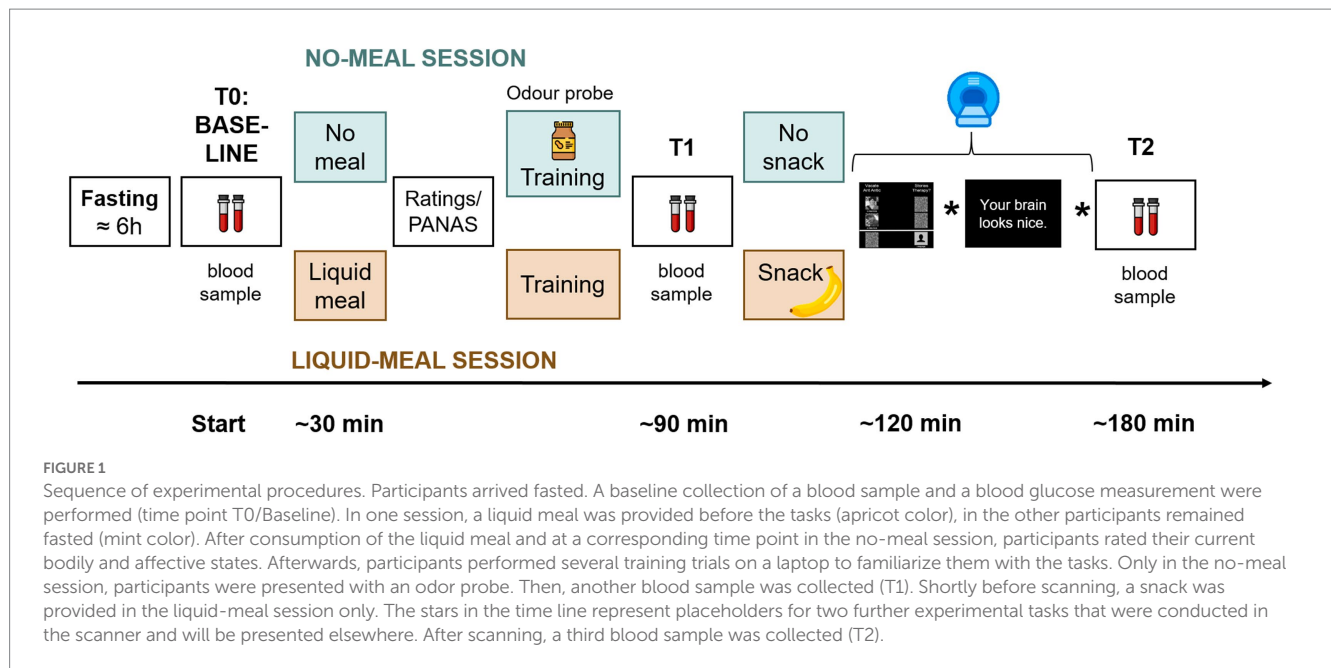 NO-MEAL SESSION
T0:
BASE-
LINE
Fasting
≈ 6h
blood
sample
No
meal
Liquid
meal
Ratings/
PANAS
Odour probe
Training
Training
T1
blood
sample
No
snack
Snack
*
Your brain
looks nice.
*
T2
blood
sample
LIQUID-MEAL SESSION
Start
~30 min
~90 min
~120 min
~180 min
FIGURE 1
Sequence of experimental procedures. Participants arrived fasted. A baseline collection of a blood sample and a blood glucose measurement were
performed (time point T0/Baseline). In one session, a liquid meal was provided before the tasks (apricot color), in the other participants remained
fasted (mint color). After consumption of the liquid meal and at a corresponding time point in the no-meal session, participants rated their current
bodily and affective states. Afterwards, participants performed several training trials on a laptop to familiarize them with the tasks. Only in the no-meal
session, participants were presented with an odor probe. Then, another blood sample was collected (T1). Shortly before scanning, a snack was
provided in the liquid-meal session only. The stars in the time line represent placeholders for two further experimental tasks that were conducted in
the scanner and will be presented elsewhere. After scanning, a third blood sample was collected (T2).